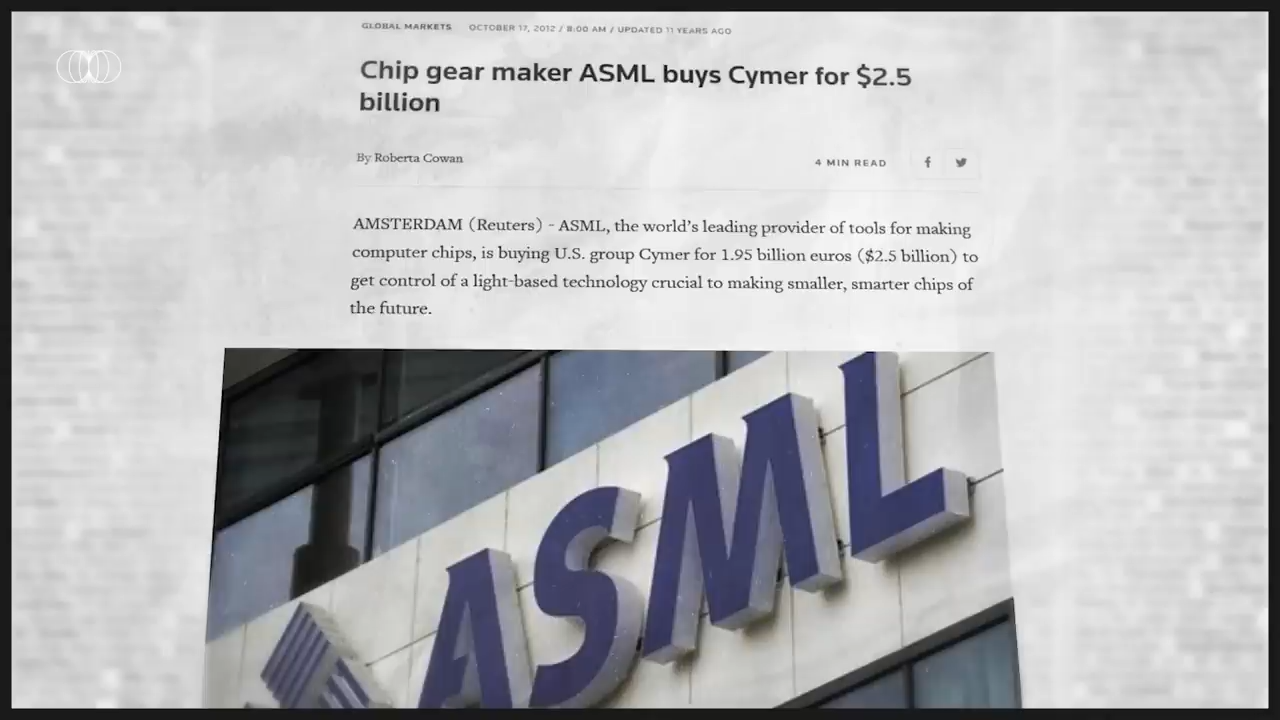 GLOBAL MARKETS OCTOBER 17, 2012 / 8:00 AM / UPDATED 11 YEARS AGO
Chip gear maker ASML buys Cymer for $2.5
billion
By Roberta Cowan
4 MIN READ
AMSTERDAM (Reuters) - ASML, the world's leading provider of tools for making
computer chips, is buying U.S. group Cymer for 1.95 billion euros ($2.5 billion) to
get control of a light-based technology crucial to making smaller, smarter chips of
the future.
ASML